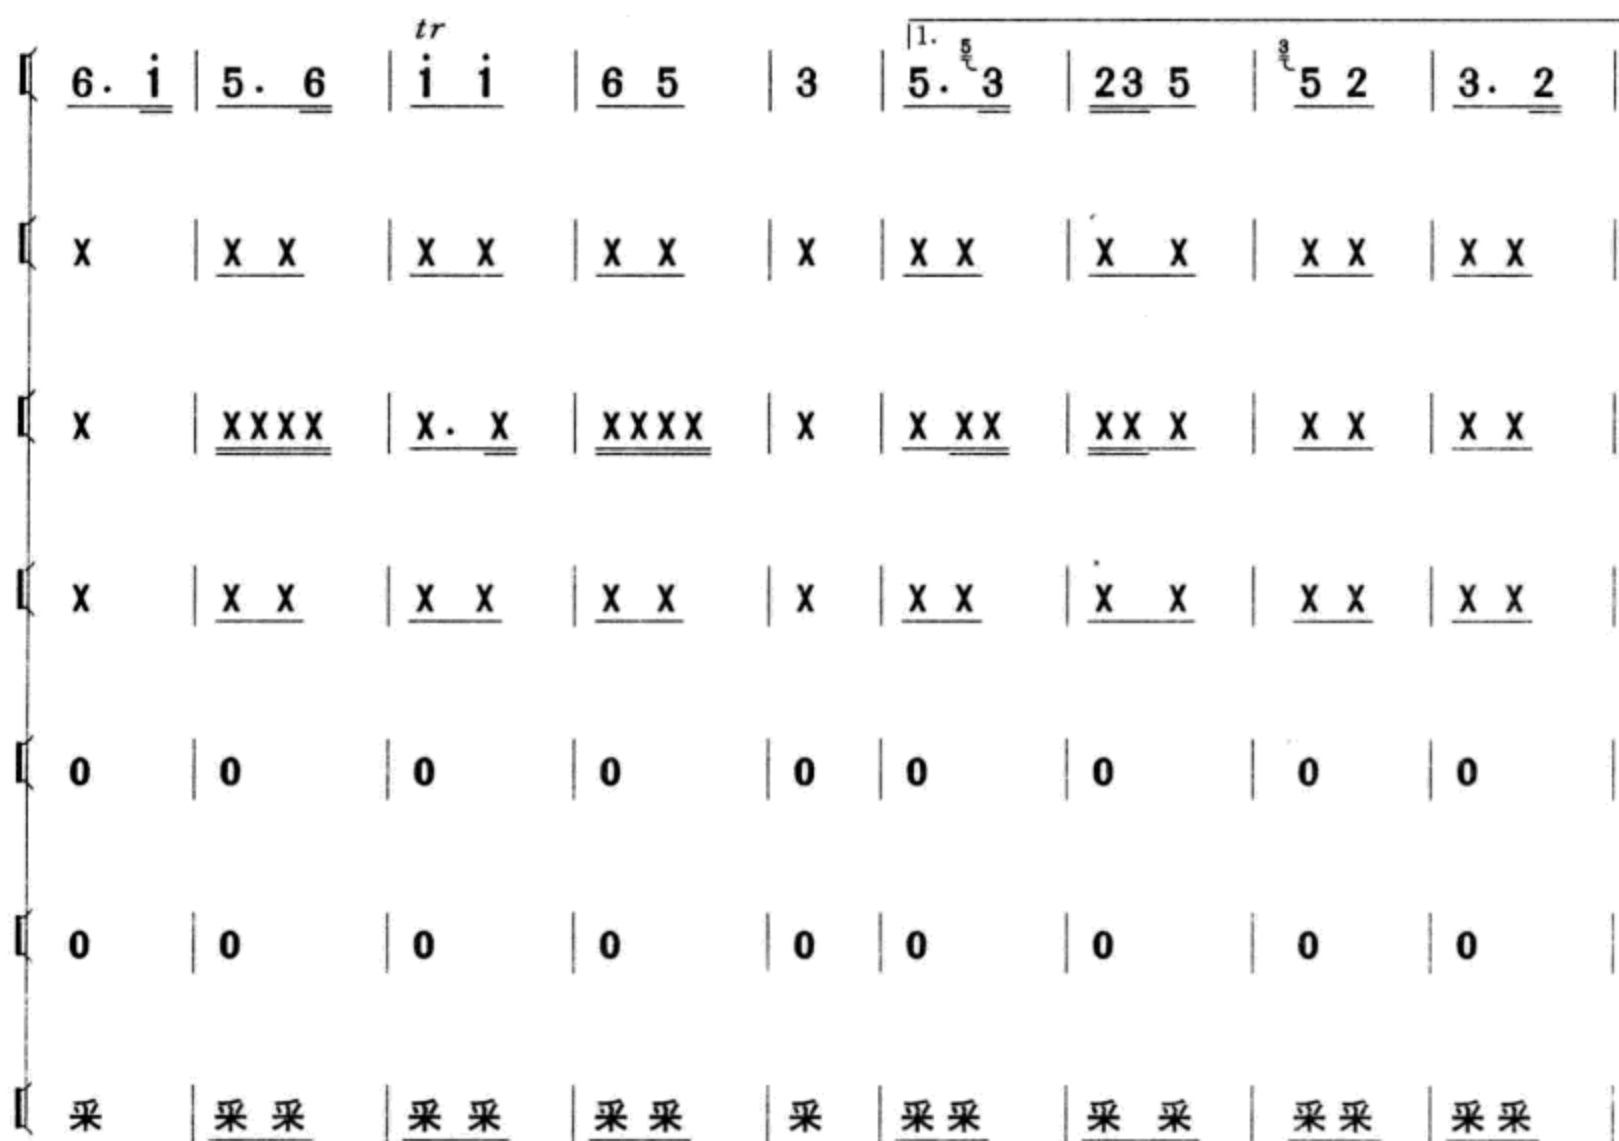 tr
1. 5 3
6. i | 5. 6 | i i | 6 5 | 3 | 5. 3 | 23 5 | 5 2 | 3. 2 |
X | X X | X X | X X | X | X X | X X | X X | X X |
X | XXXX | X. X | XXXX | X | X XX | XX X | X X | X X |
X | X X | X X | X X | X | X X | X X | X X | X X |
0 | 0 | 0 | 0 | 0 | 0 | 0 | 0 | 0 |
0 | 0 | 0 | 0 | 0 | 0 | 0 | 0 | 0 |
采 | 采 采 | 采 采 | 采 采 | 采 | 采 采 | 采 采 | 采 采 | 采 采 |